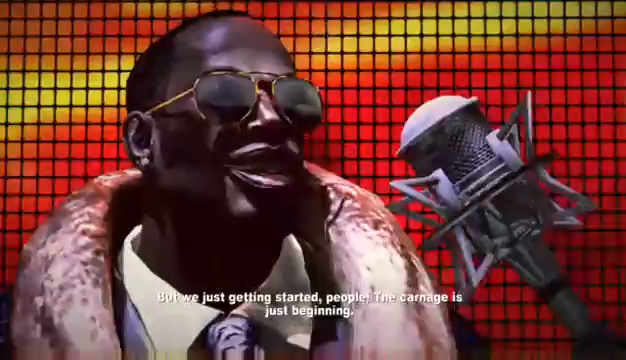 But we just getting started, people! The carnage is
just beginning.